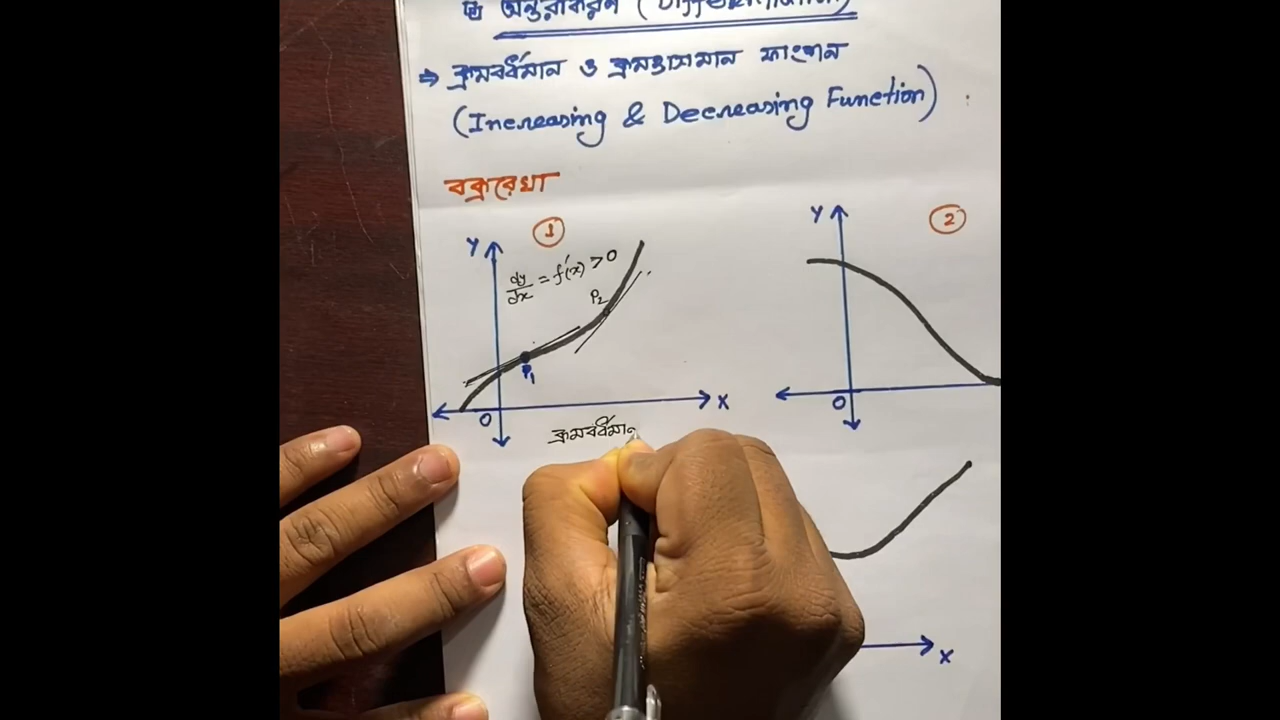 অন্তরীকরণ (Differentiation)
⇒ ক্রমবর্ধমান ও ক্রমহ্রাসমান ফাংশন
(Increasing & Decreasing Function)
বক্ররেখা
1
Y
dy/dx = f'(x) > 0
P2
P1
O
X
ক্রমবর্ধমান
2
Y
O
X